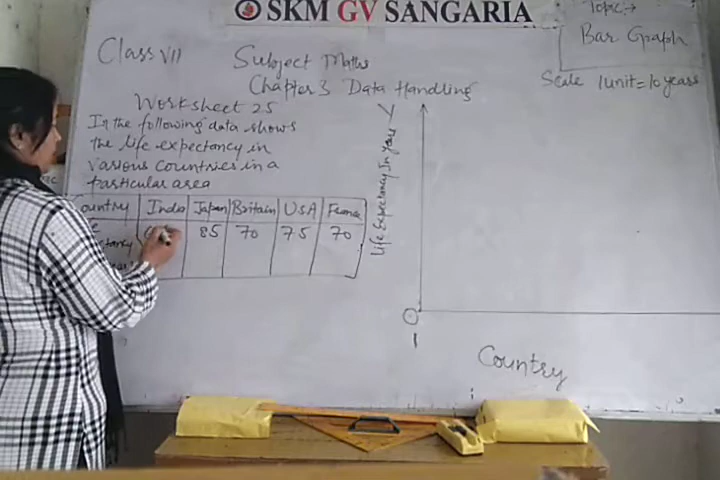 SKM GV SANGARIA
Topic:→
Bar Graph
Class VII
Subject Maths
Chapter 3 Data Handling
Scale 1 unit = 10 years
Worksheet 25
In the following data shows
the life expectancy in
various countries in a
particular area
Country India Japan Britain USA
85 70 75 70
Life Expectancy In years Y
O
Country